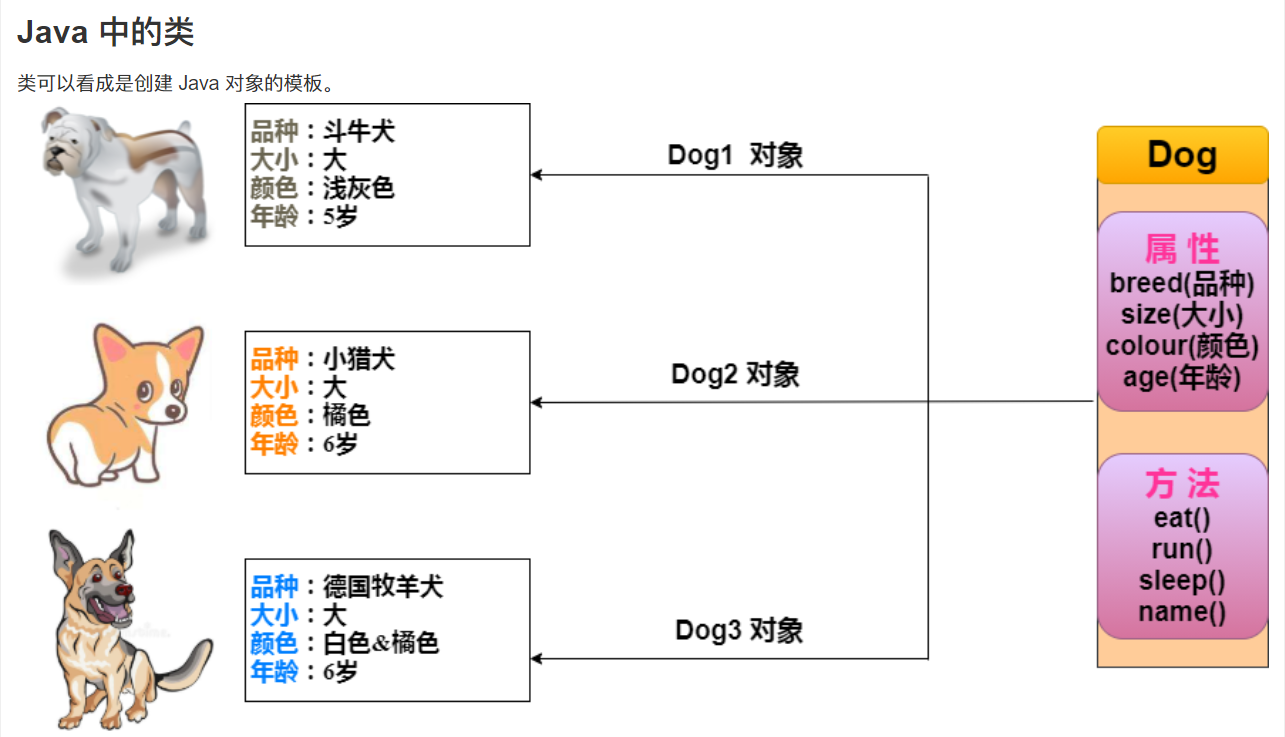 Java 中的类
类可以看成是创建 Java 对象的模板。
品种：斗牛犬
大小：大
颜色：浅灰色
年龄：5岁
Dog1 对象
品种：小猎犬
大小：大
颜色：橘色
年龄：6岁
Dog2 对象
品种：德国牧羊犬
大小：大
颜色：白色&橘色
年龄：6岁
Dog3 对象
Dog
属 性
breed(品种)
size(大小)
colour(颜色)
age(年龄)
方 法
eat()
run()
sleep()
name()